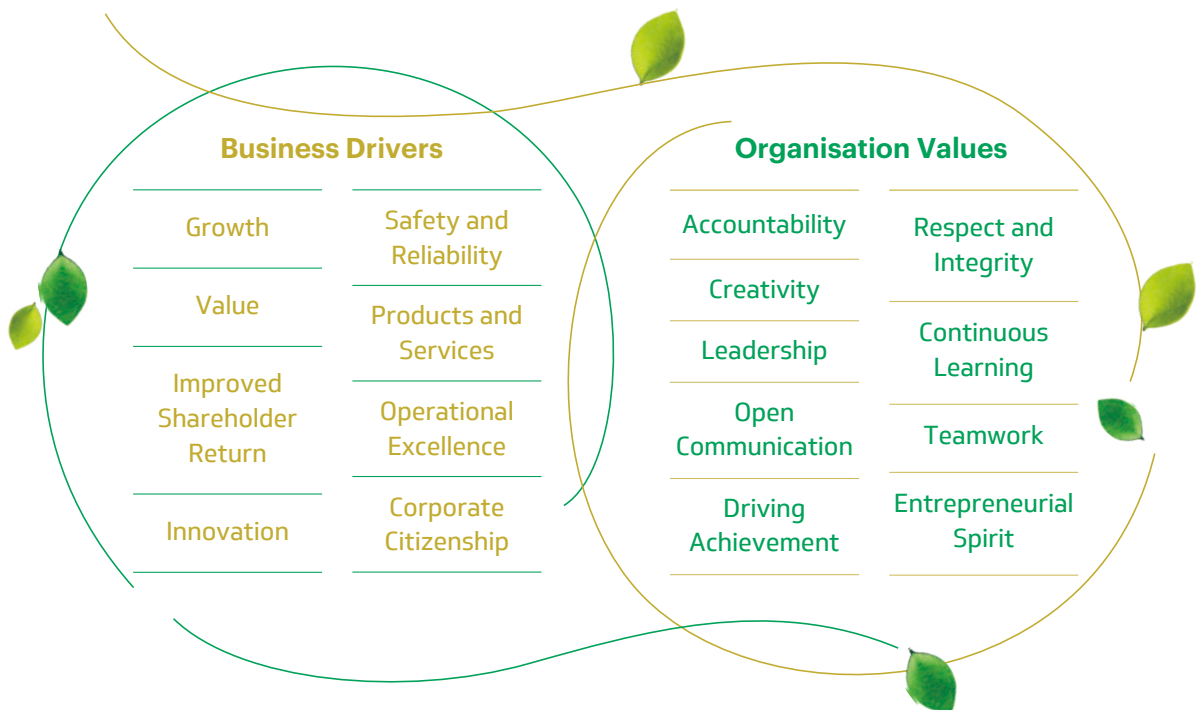 Business Drivers
Growth
Value
Improved
Shareholder
Return
Innovation
Safety and
Reliability
Products and
Services
Operational
Excellence
Corporate
Citizenship
Organisation Values
Accountability
Creativity
Leadership
Open
Communication
Driving
Achievement
Respect and
Integrity
Continuous
Learning
Teamwork
Entrepreneurial
Spirit